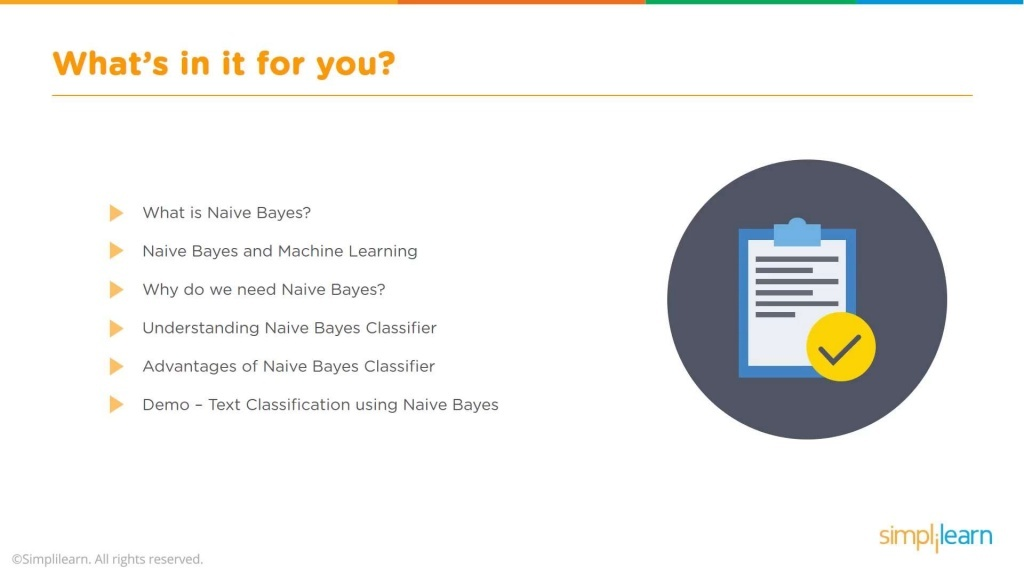 What's in it for you?
What is Naive Bayes?
Naive Bayes and Machine Learning
Why do we need Naive Bayes?
Understanding Naive Bayes Classifier
Advantages of Naive Bayes Classifier
Demo – Text Classification using Naive Bayes
simplilearn
©Simplilearn. All rights reserved.